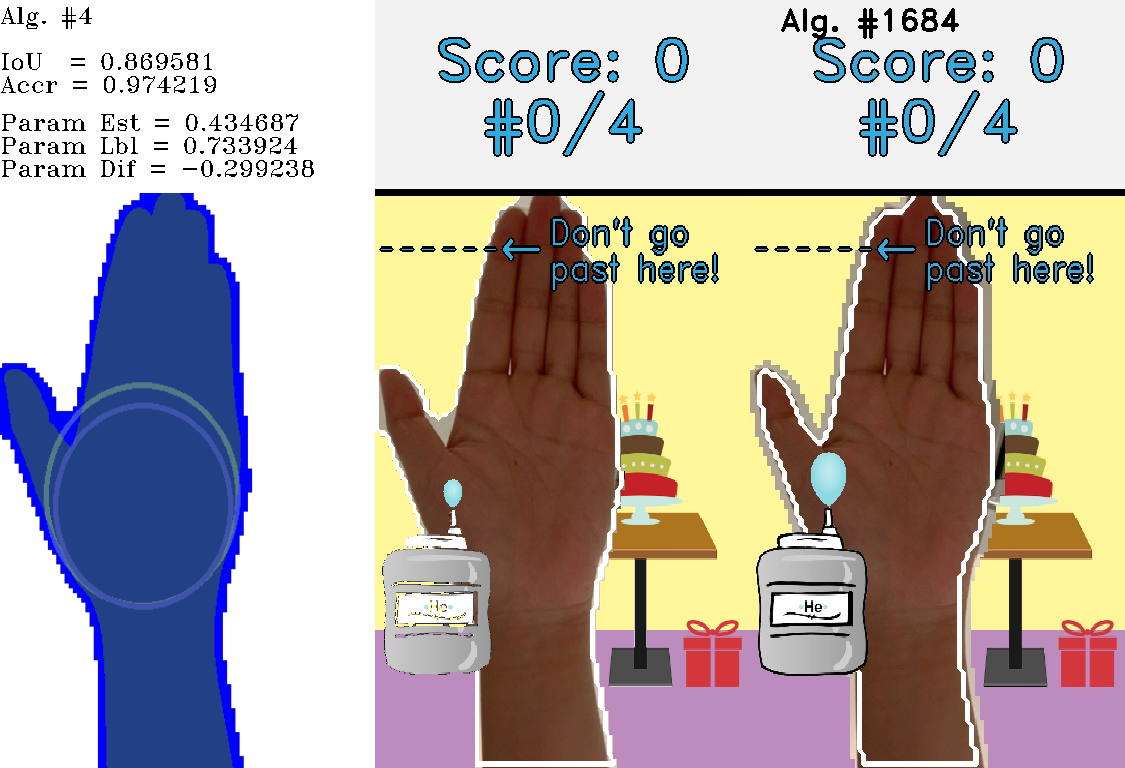 Alg. #4
IoU = 0.869581
Accr = 0.974219
Param Est = 0.434687
Param Lbl = 0.733924
Param Dif = −0.299238
Score: 0
#0/4
Don't go
past here!
He
Alg. #1684
Score: 0
#0/4
Don't go
past here!
He